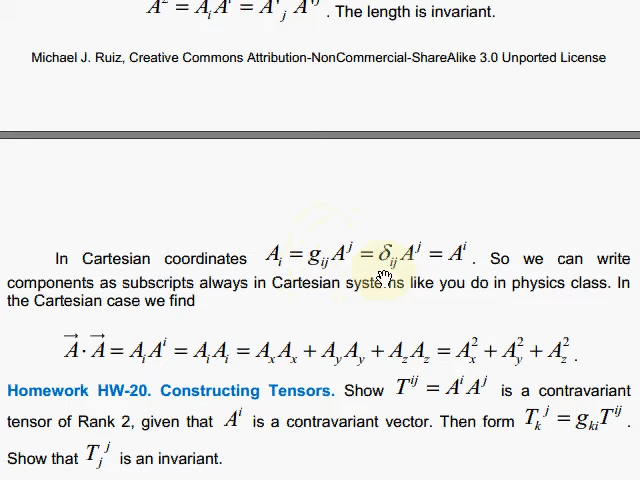 A² = AᵢAⁱ = A'ⱼ A'ʲ . The length is invariant.
Michael J. Ruiz, Creative Commons Attribution-NonCommercial-ShareAlike 3.0 Unported License
In Cartesian coordinates Aᵢ = gᵢⱼAʲ = δᵢⱼAʲ = Aⁱ . So we can write
components as subscripts always in Cartesian systems like you do in physics class. In
the Cartesian case we find
A⃗ · A⃗ = AᵢAⁱ = AᵢAᵢ = AₓAₓ + A_yA_y + A_zA_z = Aₓ² + A_y² + A_z² .
Homework HW-20. Constructing Tensors. Show Tⁱʲ = AⁱAʲ is a contravariant
tensor of Rank 2, given that Aⁱ is a contravariant vector. Then form Tₖʲ = gₖᵢTⁱʲ .
Show that Tⱼʲ is an invariant.